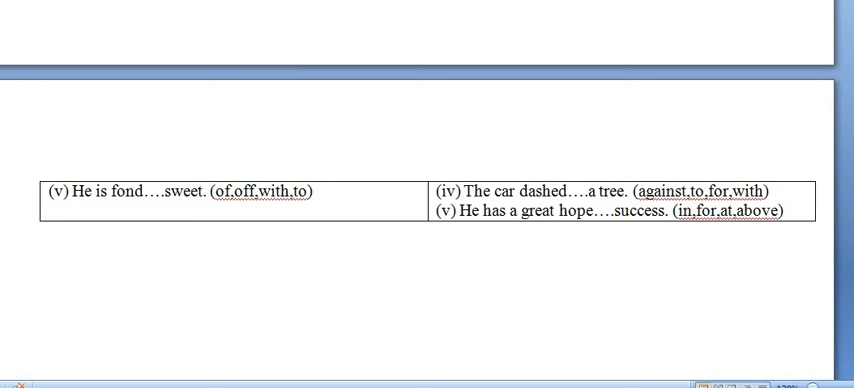 (v) He is fond....sweet. (of,off,with,to)
(iv) The car dashed....a tree. (against,to,for,with)
(v) He has a great hope....success. (in,for,at,above)